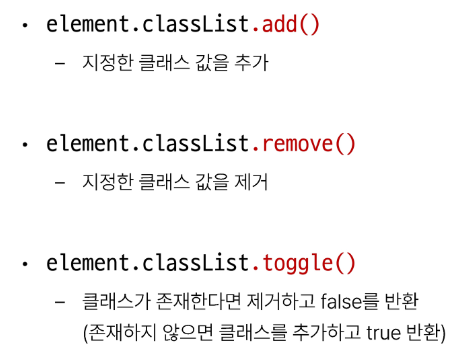 • element.classList.add()
– 지정한 클래스 값을 추가
• element.classList.remove()
– 지정한 클래스 값을 제거
• element.classList.toggle()
– 클래스가 존재한다면 제거하고 false를 반환
(존재하지 않으면 클래스를 추가하고 true 반환)